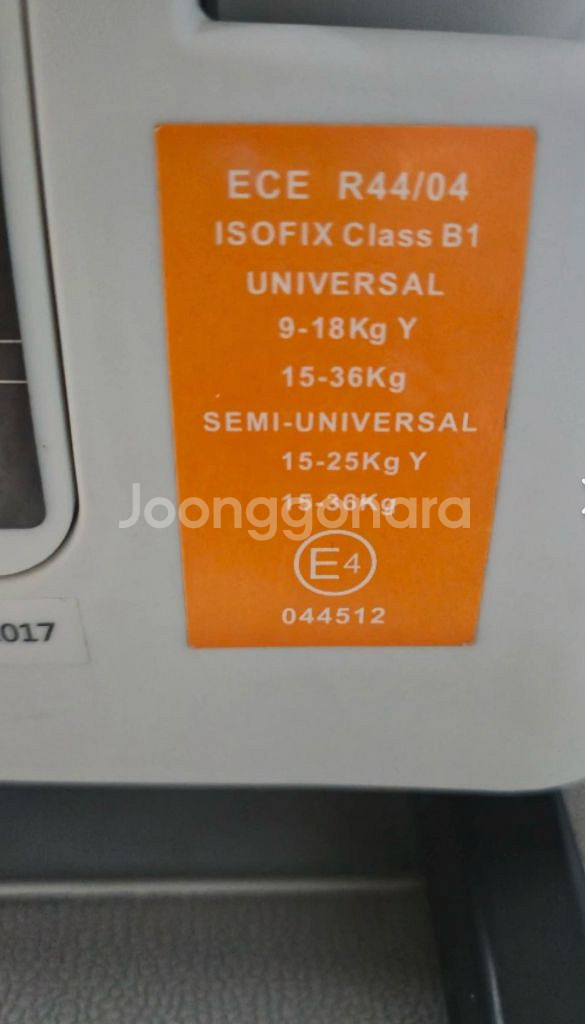 ECE R44/04
ISOFIX Class B1
UNIVERSAL
9-18Kg Y
15-36Kg
SEMI-UNIVERSAL
15-25Kg Y
15-36Kg
Joonggonara
E4
044512
017